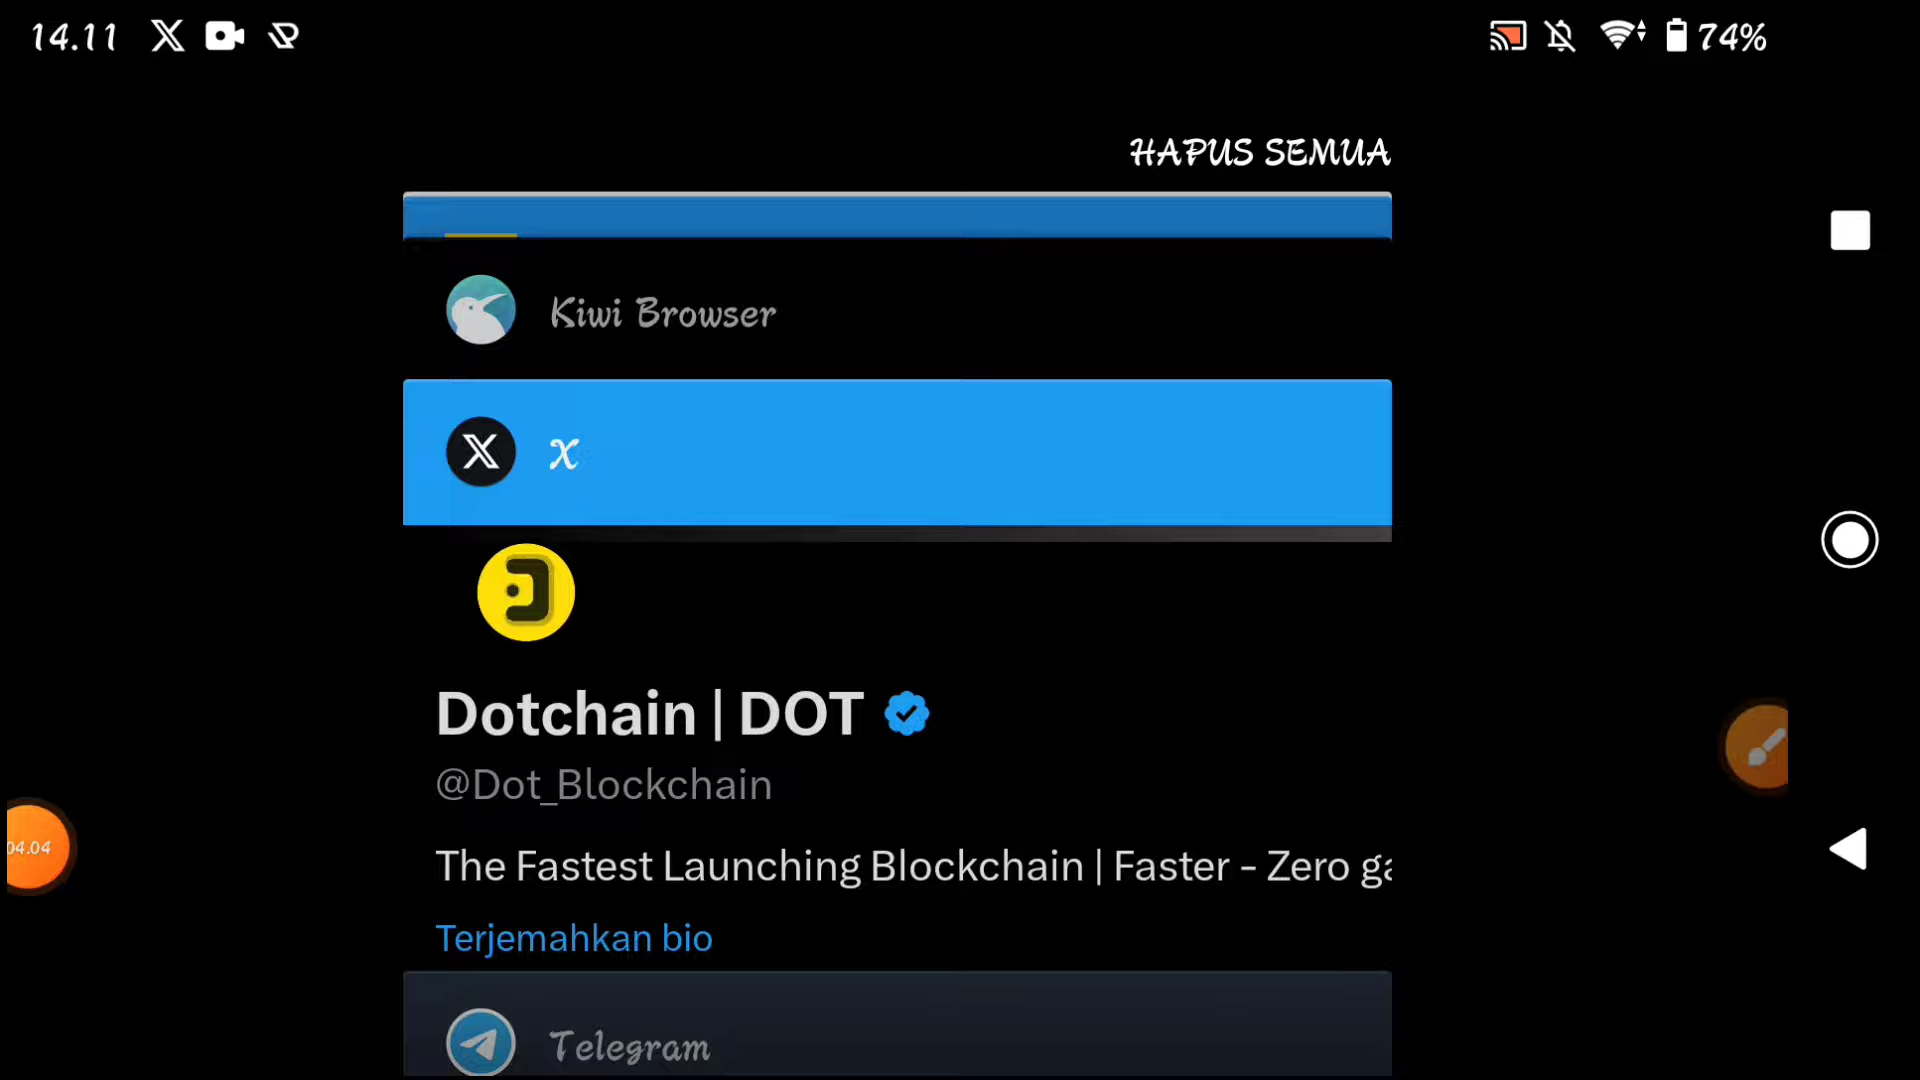 14.11
74%
HAPUS SEMUA
Kiwi Browser
X
Dotchain | DOT
@Dot_Blockchain
The Fastest Launching Blockchain | Faster - Zero ga
Terjemahkan bio
04.04
Telegram